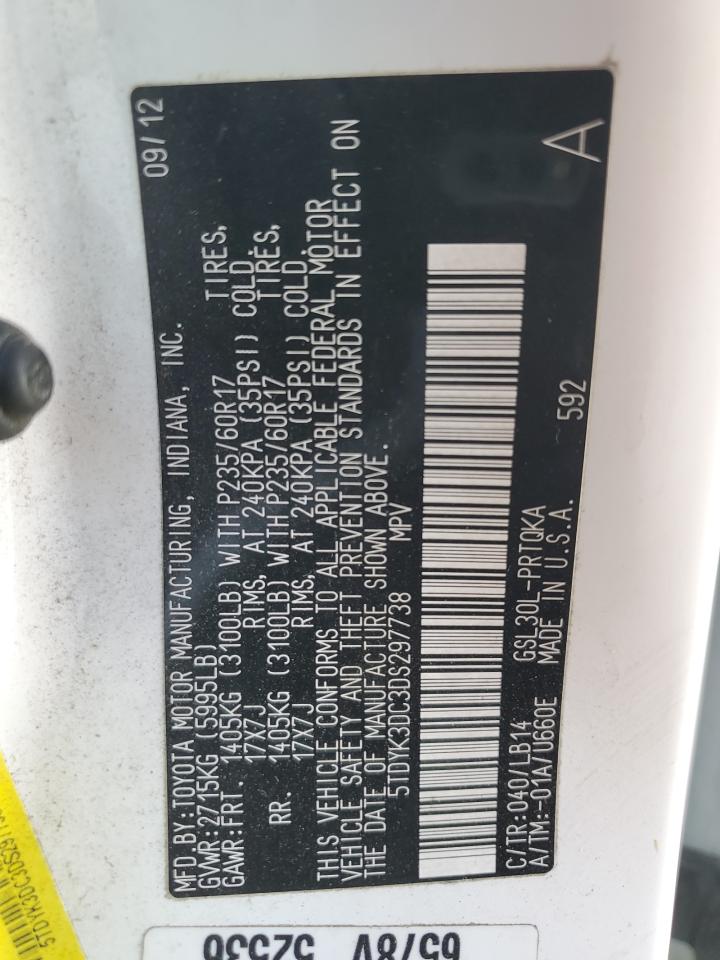 MFD.BY:TOYOTA MOTOR MANUFACTURING, INDIANA, INC. 09/12
GVWR:2715KG (5995LB)
GAWR:FRT 1405KG (3100LB) WITH P235/60R17 TIRES,
17X7J RIMS, AT 240KPA (35PSI) COLD.
RR. 1405KG (3100LB) WITH P235/60R17 TIRES,
17X7J RIMS, AT 240KPA (35PSI) COLD.
THIS VEHICLE CONFORMS TO ALL APPLICABLE FEDERAL MOTOR
VEHICLE SAFETY AND THEFT PREVENTION STANDARDS IN EFFECT ON
THE DATE OF MANUFACTURE SHOWN ABOVE.
5TDYK3DC3DS297738 MPV
C/TR:040/LB14 GSL30L-PRTQKA
A/TM:-01A/U660E MADE IN U.S.A. 592 A